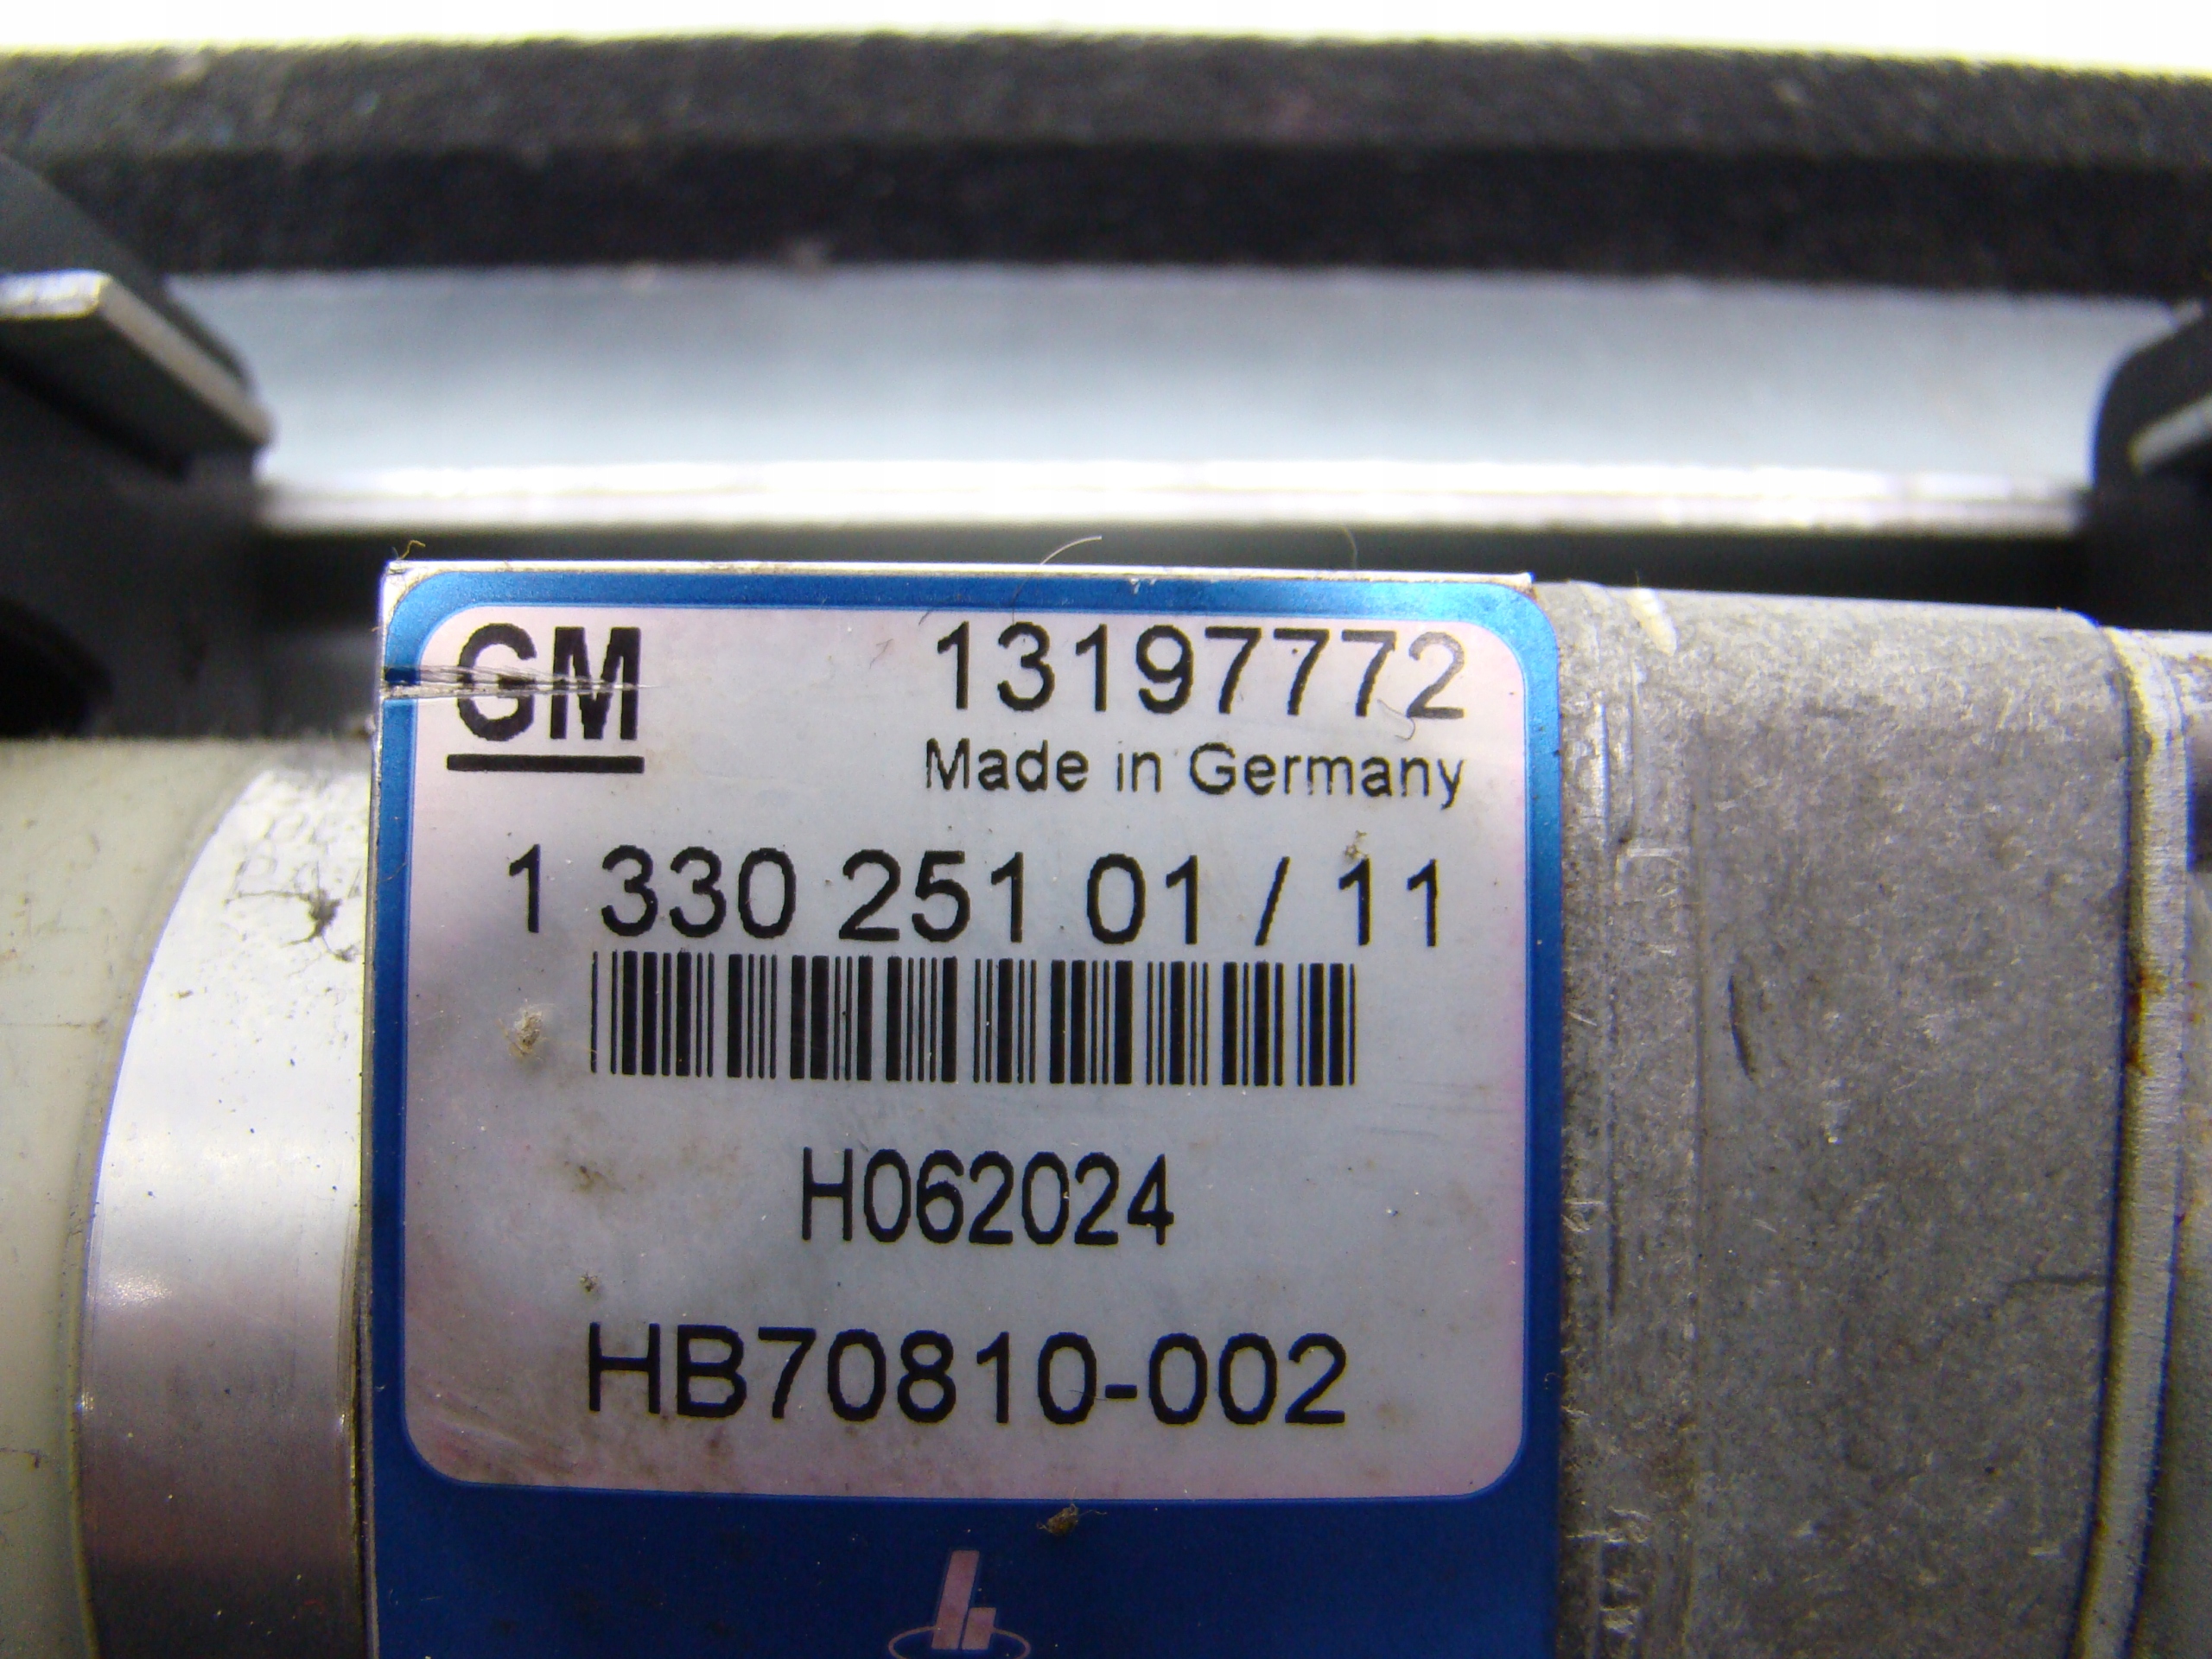 GM 13197772
Made in Germany
1 330 251 01 / 11
H062024
HB70810-002